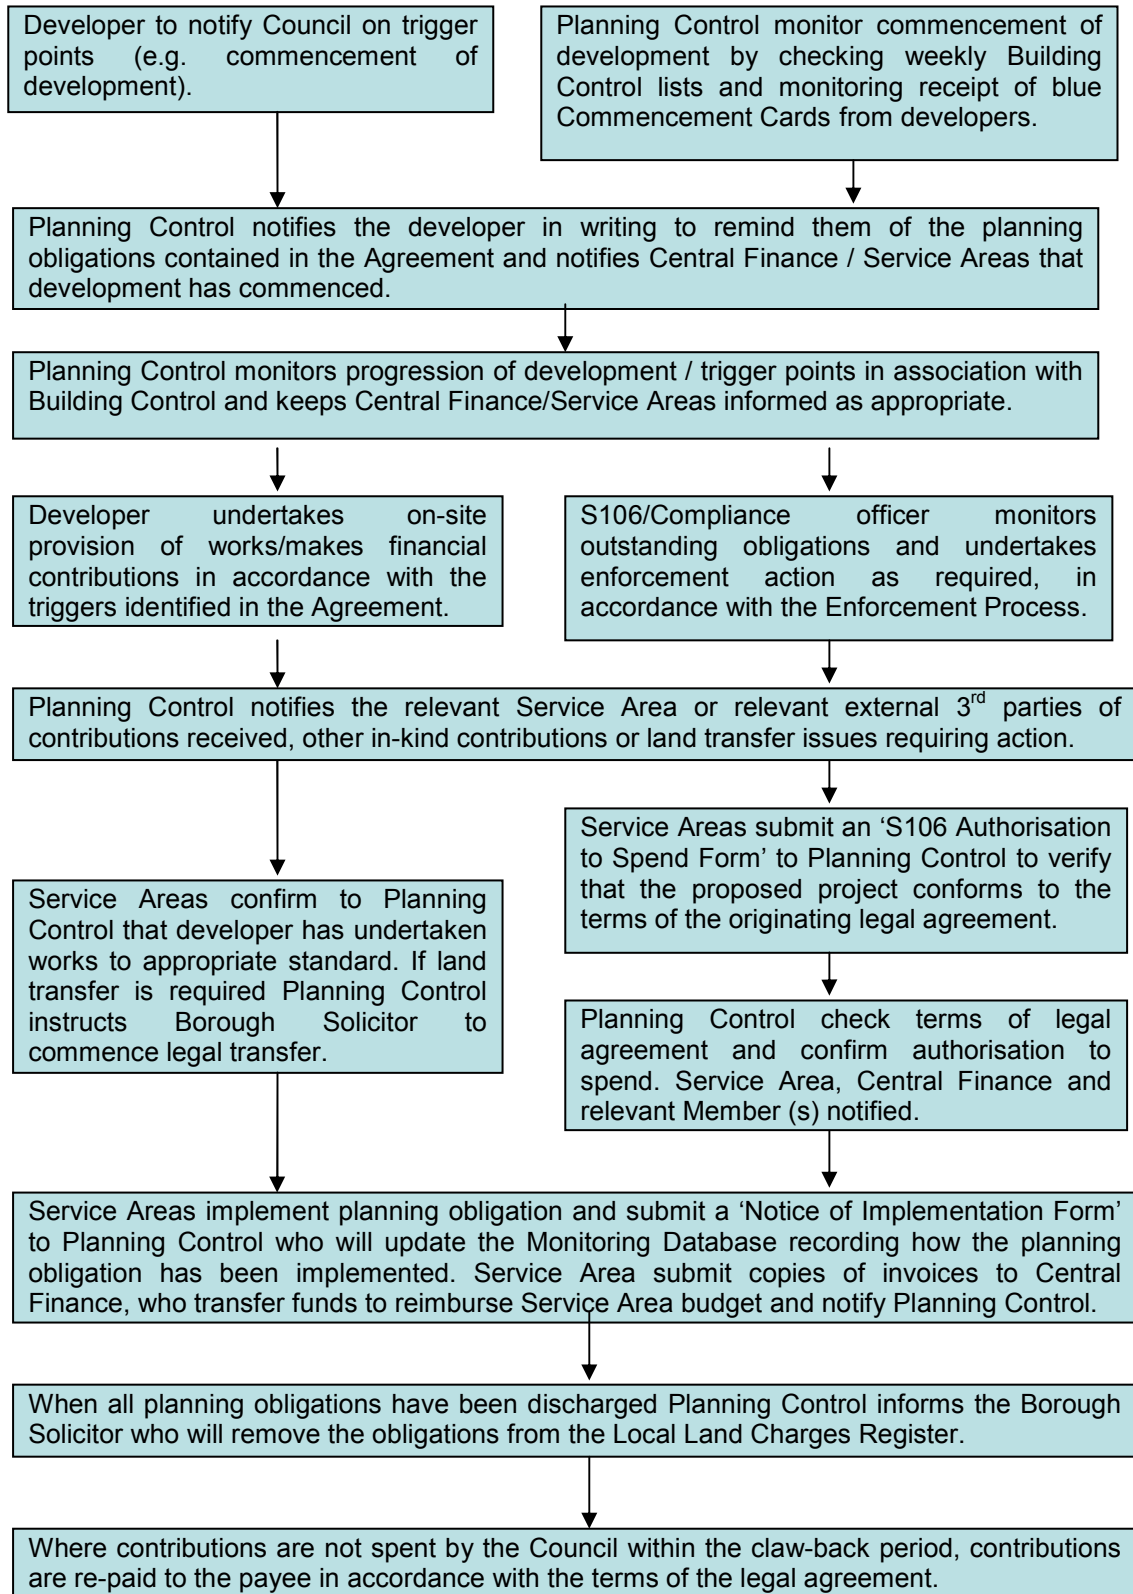 Developer to notify Council on trigger
points (e.g. commencement of
development).
Planning Control monitor commencement of
development by checking weekly Building
Control lists and monitoring receipt of blue
Commencement Cards from developers.
Planning Control notifies the developer in writing to remind them of the planning
obligations contained in the Agreement and notifies Central Finance / Service Areas that
development has commenced.
Planning Control monitors progression of development / trigger points in association with
Building Control and keeps Central Finance/Service Areas informed as appropriate.
Developer undertakes on-site
provision of works/makes financial
contributions in accordance with the
triggers identified in the Agreement.
S106/Compliance officer monitors
outstanding obligations and undertakes
enforcement action as required, in
accordance with the Enforcement Process.
Planning Control notifies the relevant Service Area or relevant external 3rd parties of
contributions received, other in-kind contributions or land transfer issues requiring action.
Service Areas confirm to Planning
Control that developer has undertaken
works to appropriate standard. If land
transfer is required Planning Control
instructs Borough Solicitor to
commence legal transfer.
Service Areas submit an ‘S106 Authorisation
to Spend Form’ to Planning Control to verify
that the proposed project conforms to the
terms of the originating legal agreement.
Planning Control check terms of legal
agreement and confirm authorisation to
spend. Service Area, Central Finance and
relevant Member (s) notified.
Service Areas implement planning obligation and submit a ‘Notice of Implementation Form’
to Planning Control who will update the Monitoring Database recording how the planning
obligation has been implemented. Service Area submit copies of invoices to Central
Finance, who transfer funds to reimburse Service Area budget and notify Planning Control.
When all planning obligations have been discharged Planning Control informs the Borough
Solicitor who will remove the obligations from the Local Land Charges Register.
Where contributions are not spent by the Council within the claw-back period, contributions
are re-paid to the payee in accordance with the terms of the legal agreement.